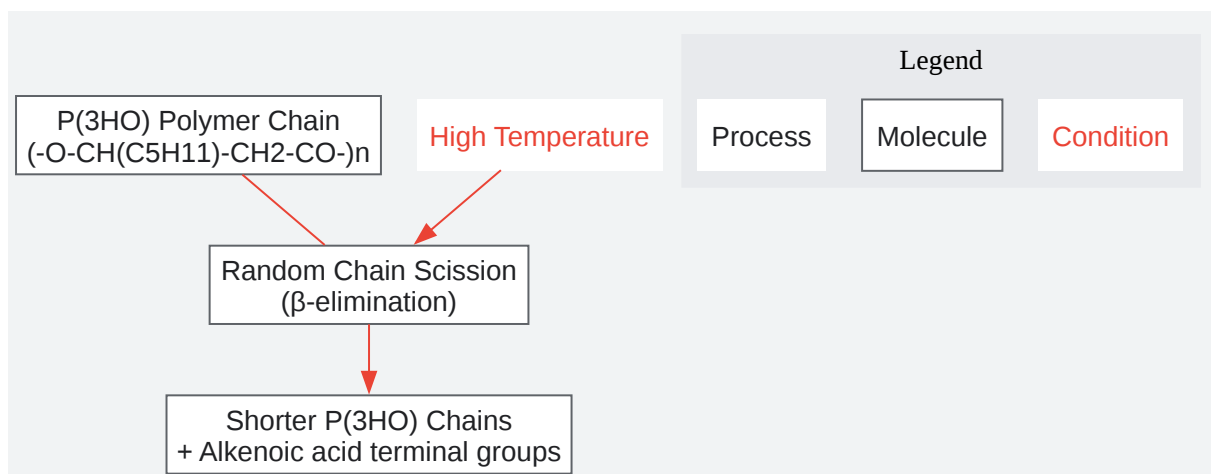 Legend
P(3HO) Polymer Chain
(-O-CH(C5H11)-CH2-CO-)n
High Temperature
Process
Molecule
Condition
Random Chain Scission
(β-elimination)
Shorter P(3HO) Chains
+ Alkenoic acid terminal groups